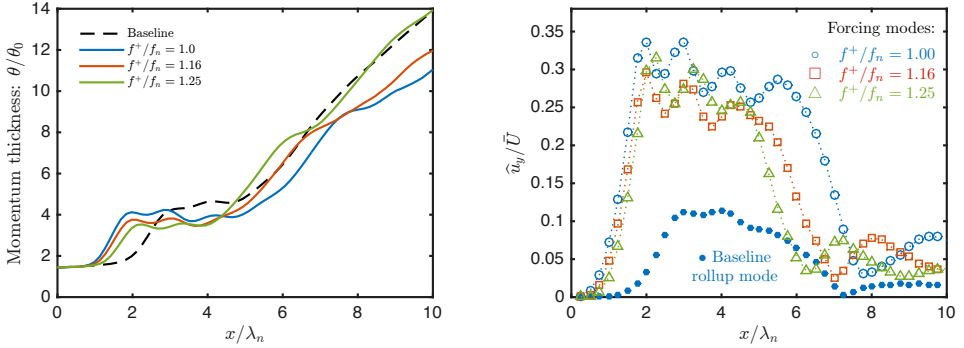 Momentum thickness: θ/θ₀
14
12
10
8
6
4
2
0
Baseline
f⁺/fₙ = 1.0
f⁺/fₙ = 1.16
f⁺/fₙ = 1.25
0 2 4 6 8 10
x/λₙ
û_y/Ū
0.35
0.3
0.25
0.2
0.15
0.1
0.05
0
Forcing modes:
f⁺/fₙ = 1.00
f⁺/fₙ = 1.16
f⁺/fₙ = 1.25
Baseline
rollup mode
0 2 4 6 8 10
x/λₙ